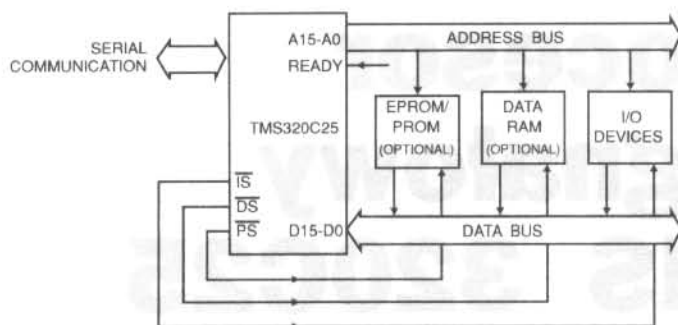 SERIAL
COMMUNICATION
A15-A0
READY
TMS320C25
IS
DS
PS
D15-D0
ADDRESS BUS
EPROM/
PROM
(OPTIONAL)
DATA
RAM
(OPTIONAL)
I/O
DEVICES
DATA BUS